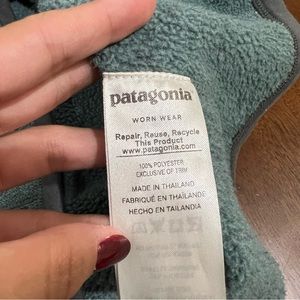 patagonia
WORN WEAR
Repair, Reuse, Recycle
This Product
www.patagonia.com
100% POLYESTER
EXCLUSIVE OF TRIM
MADE IN THAILAND
FABRIQUÉ EN THAÏLANDE
HECHO EN TAILANDIA